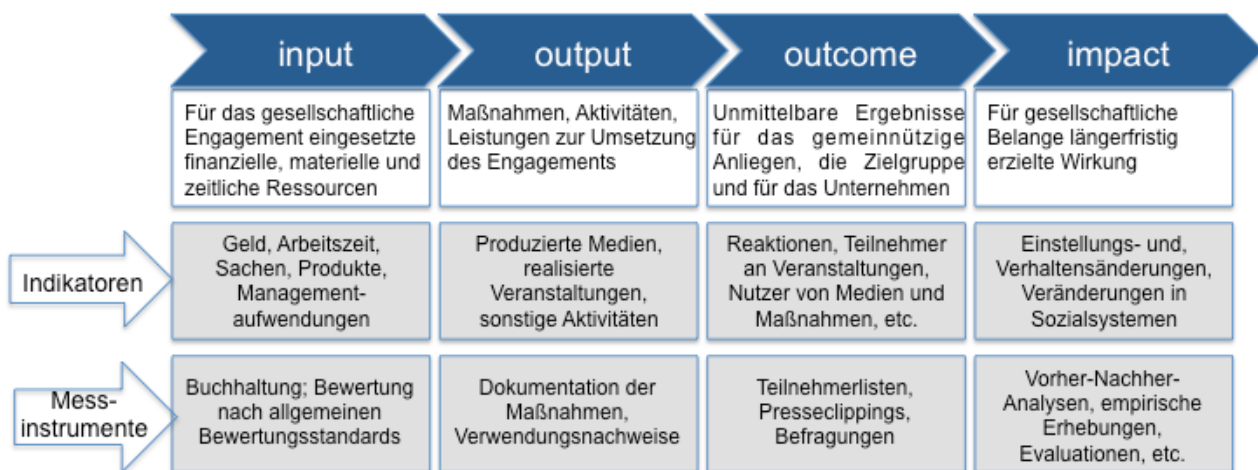 input
output
outcome
impact
Für das gesellschaftliche
Engagement eingesetzte
finanzielle, materielle und
zeitliche Ressourcen
Maßnahmen, Aktivitäten,
Leistungen zur Umsetzung
des Engagements
Unmittelbare Ergebnisse
für das gemeinnützige
Anliegen, die Zielgruppe
und für das Unternehmen
Für gesellschaftliche
Belange längerfristig
erzielte Wirkung
Indikatoren
Geld, Arbeitszeit,
Sachen, Produkte,
Management-
aufwendungen
Produzierte Medien,
realisierte
Veranstaltungen,
sonstige Aktivitäten
Reaktionen, Teilnehmer
an Veranstaltungen,
Nutzer von Medien und
Maßnahmen, etc.
Einstellungs- und,
Verhaltensänderungen,
Veränderungen in
Sozialsystemen
Mess-
instrumente
Buchhaltung; Bewertung
nach allgemeinen
Bewertungsstandards
Dokumentation der
Maßnahmen,
Verwendungsnachweise
Teilnehmerlisten,
Presseclippings,
Befragungen
Vorher-Nachher-
Analysen, empirische
Erhebungen,
Evaluationen, etc.